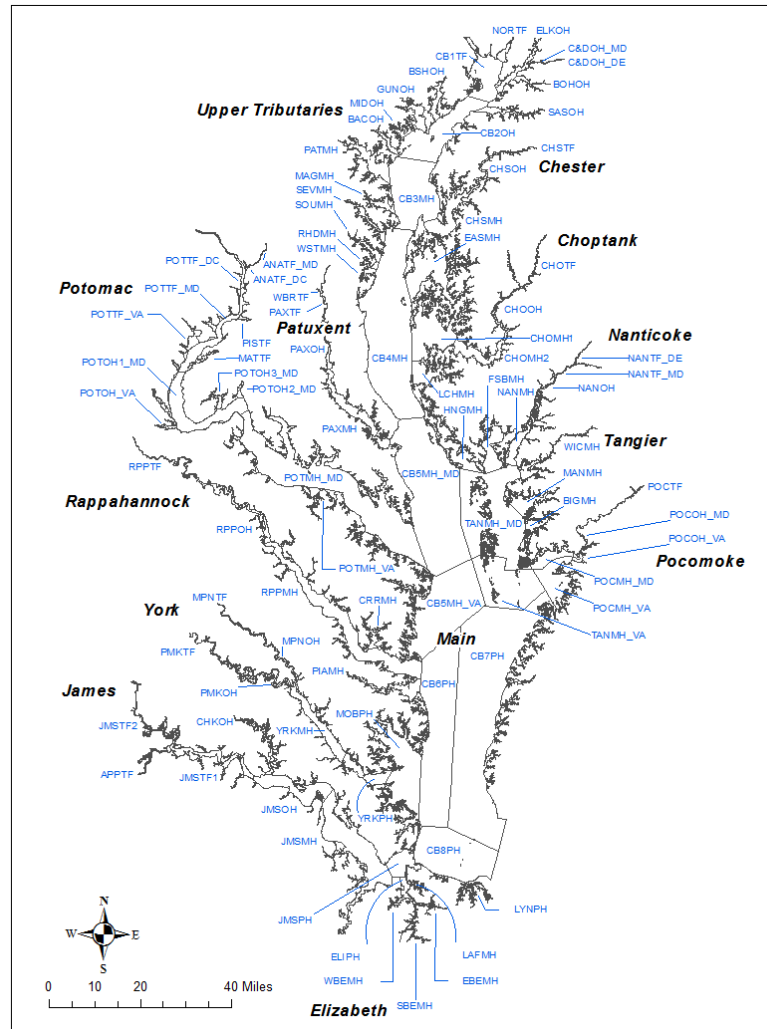 NORTF ELKOH
CB1TF
C&DOH_MD
C&DOH_DE
BSHOH
BOHOH
GUNOH
MIDOH
BACOH
Upper Tributaries
SASOH
CB2OH
PATMH
CHSTF
CHSOH
Chester
MAGMH
SEVMH
SOUMH
CB3MH
CHSMH
EASMH
RHDMH
WSTMH
Choptank
ANATF_MD
POTTF_DC
ANATF_DC
CHOTF
Potomac
POTTF_MD
POTTF_VA
WBRTF
PAXTF
CHOOH
Patuxent
Nanticoke
PISTF
MATTF
PAXOH
CHOMH1
CHOMH2
NANTF_DE
NANTF_MD
NANOH
POTOH1_MD
POTOH3_MD
POTOH2_MD
CB4MH
FSBMH
LCHMH
NANMH
HNGMH
POTOH_VA
PAXMH
WICMH
Tangier
RPPTF
POTMH_MD
CB5MH_MD
MANMH
BIGMH
POCTF
Rappahannock
TANMH_MD
POCOH_MD
RPPOH
POCOH_VA
POTMH_VA
Pocomoke
POCMH_MD
RPPMH
MPNTF
CRRMH
CB5MH_VA
POCMH_VA
York
Main
TANMH_VA
PMKTF
MPNOH
CB7PH
PIAMH
CB6PH
PMKOH
James
MOBPH
JMSTF2
CHKOH
YRKMH
APPTF
JMSTF1
JMSOH
YRKPH
JMSMH
CB8PH
JMSPH
LYNPH
ELIPH
LAFMH
WBEMH
EBEMH
SBEMH
Elizabeth
N
W E
S
0 10 20 40 Miles